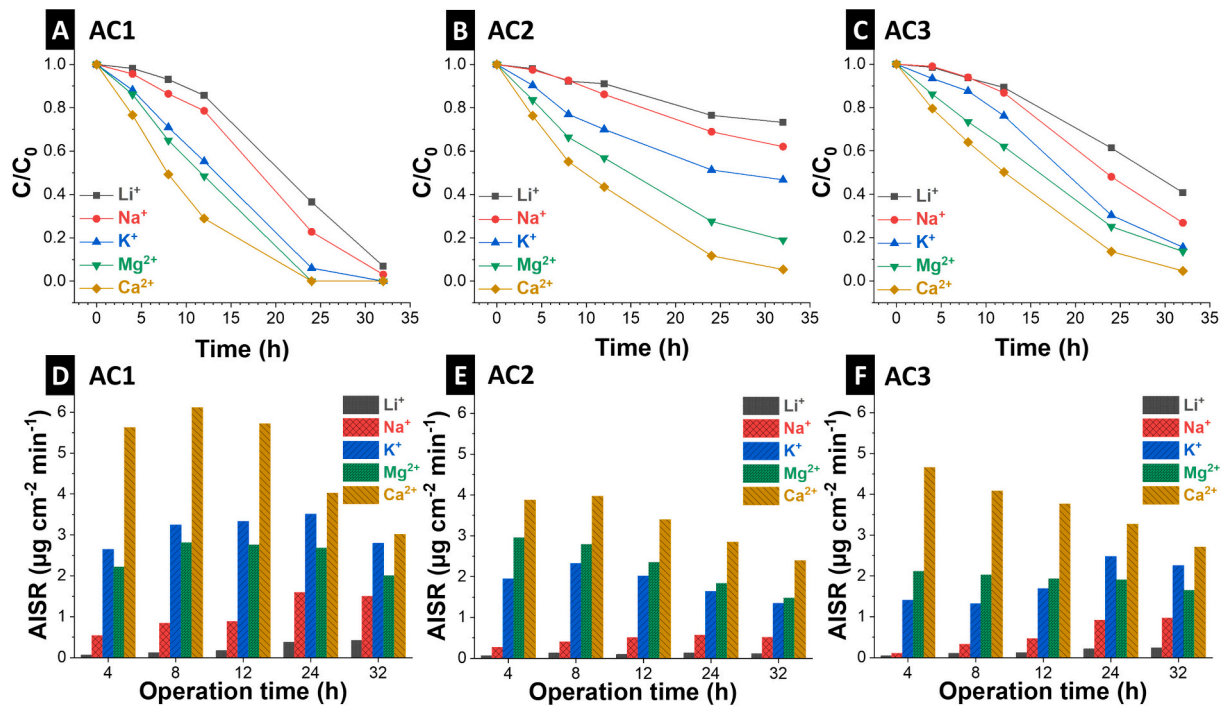 A AC1
1.0
0.8
0.6
0.4
0.2
0.0
C/C₀
Li⁺
Na⁺
K⁺
Mg²⁺
Ca²⁺
0 5 10 15 20 25 30 35
Time (h)
B AC2
1.0
0.8
0.6
0.4
0.2
0.0
C/C₀
Li⁺
Na⁺
K⁺
Mg²⁺
Ca²⁺
0 5 10 15 20 25 30 35
Time (h)
C AC3
1.0
0.8
0.6
0.4
0.2
0.0
C/C₀
Li⁺
Na⁺
K⁺
Mg²⁺
Ca²⁺
0 5 10 15 20 25 30 35
Time (h)
D AC1
6
5
4
3
2
1
0
AISR (µg cm⁻² min⁻¹)
Li⁺
Na⁺
K⁺
Mg²⁺
Ca²⁺
4 8 12 24 32
Operation time (h)
E AC2
6
5
4
3
2
1
0
AISR (µg cm⁻² min⁻¹)
Li⁺
Na⁺
K⁺
Mg²⁺
Ca²⁺
4 8 12 24 32
Operation time (h)
F AC3
6
5
4
3
2
1
0
AISR (µg cm⁻² min⁻¹)
Li⁺
Na⁺
K⁺
Mg²⁺
Ca²⁺
4 8 12 24 32
Operation time (h)